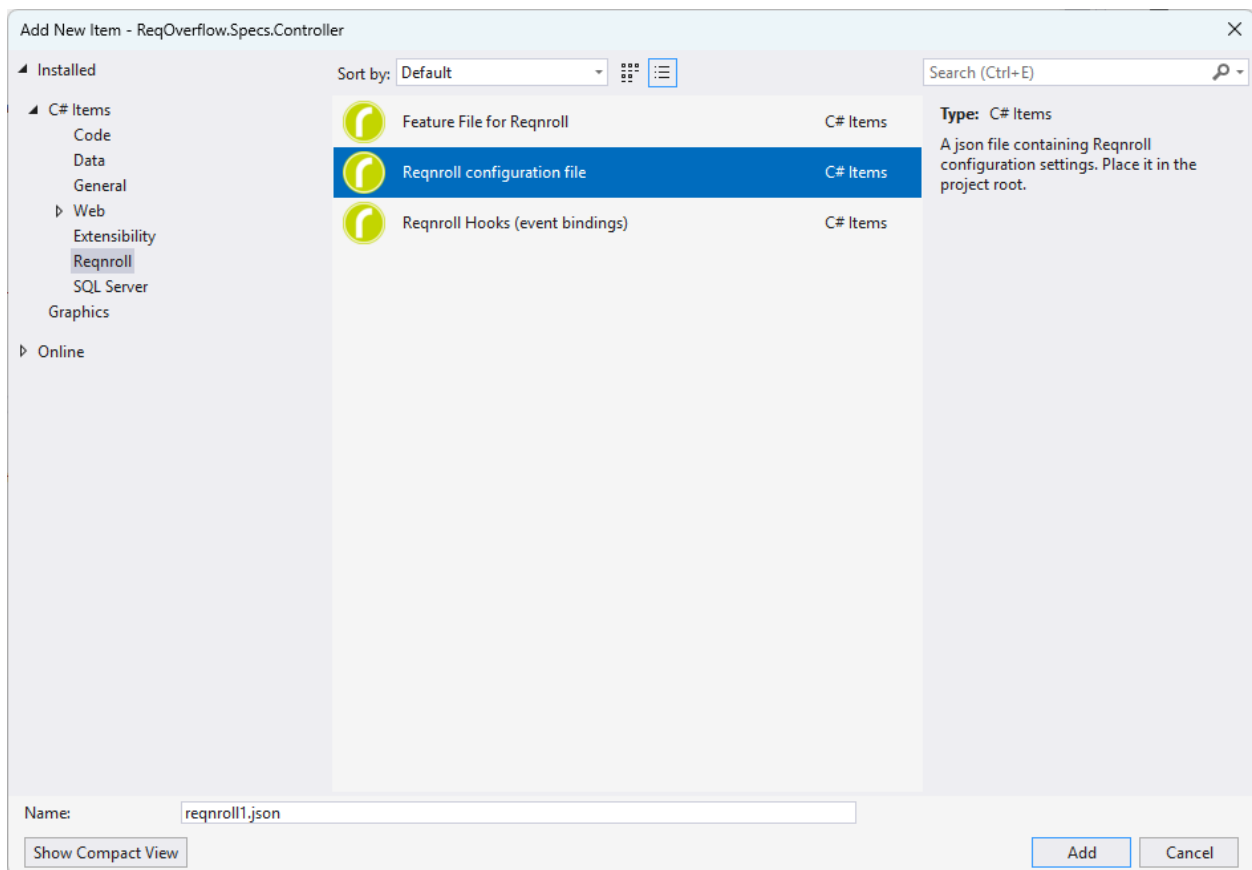 Add New Item - ReqOverflow.Specs.Controller
Installed
Sort by: Default
Search (Ctrl+E)
C# Items
Code
Data
General
Web
Extensibility
Reqnroll
SQL Server
Graphics
Online
Feature File for Reqnroll C# Items
Reqnroll configuration file C# Items
Reqnroll Hooks (event bindings) C# Items
Type: C# Items
A json file containing Reqnroll
configuration settings. Place it in the
project root.
Name: reqnroll1.json
Show Compact View
Add
Cancel